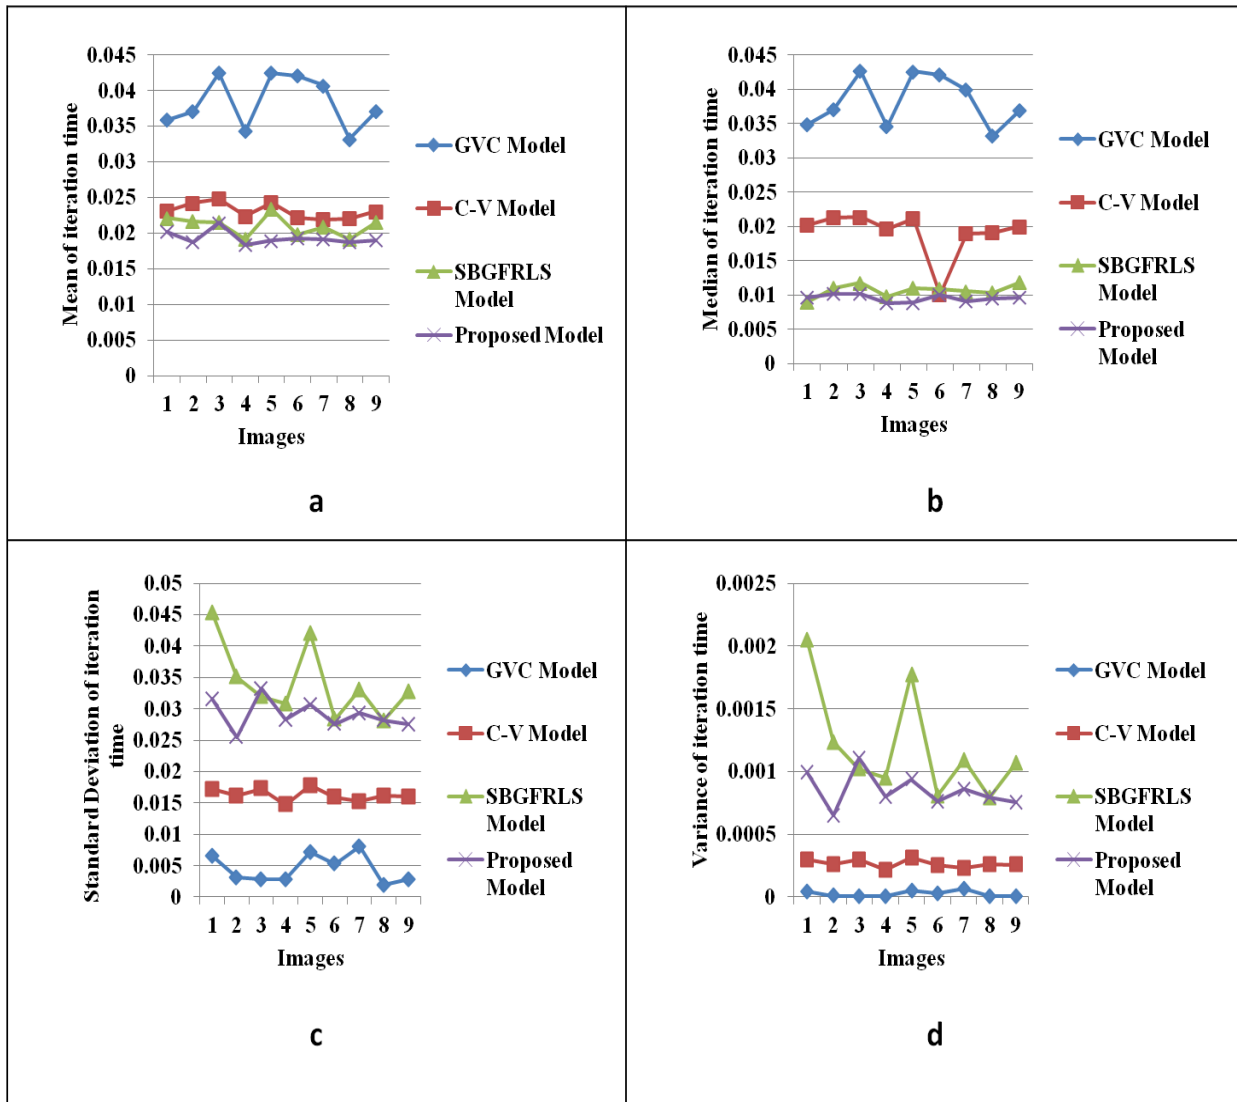 0.045
0.04
0.035
0.03
0.025
0.02
0.015
0.01
0.005
0
Mean of iteration time
1 2 3 4 5 6 7 8 9
Images
GVC Model
C-V Model
SBGFRLS
Model
Proposed Model
a
0.045
0.04
0.035
0.03
0.025
0.02
0.015
0.01
0.005
0
Median of iteration time
1 2 3 4 5 6 7 8 9
Images
GVC Model
C-V Model
SBGFRLS
Model
Proposed
Model
b
0.05
0.045
0.04
0.035
0.03
0.025
0.02
0.015
0.01
0.005
0
Standard Deviation of iteration
time
1 2 3 4 5 6 7 8 9
Images
GVC Model
C-V Model
SBGFRLS
Model
Proposed
Model
c
0.0025
0.002
0.0015
0.001
0.0005
0
Variance of iteration time
1 2 3 4 5 6 7 8 9
Images
GVC Model
C-V Model
SBGFRLS
Model
Proposed
Model
d